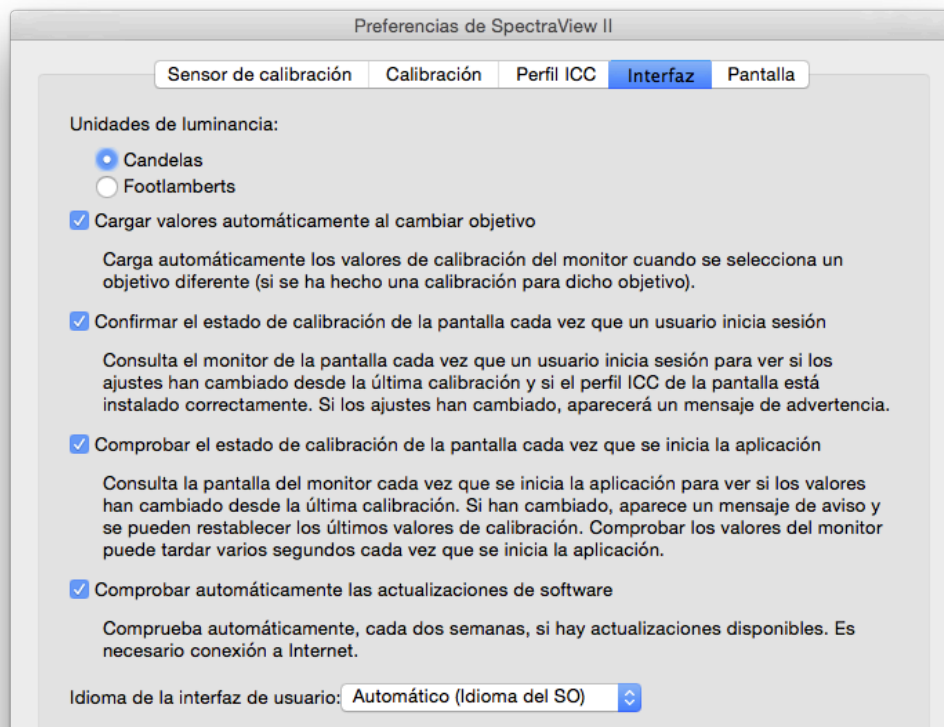 Preferencias de SpectraView II
Sensor de calibración Calibración Perfil ICC Interfaz Pantalla
Unidades de luminancia:
Candelas
Footlamberts
Cargar valores automáticamente al cambiar objetivo
Carga automáticamente los valores de calibración del monitor cuando se selecciona un
objetivo diferente (si se ha hecho una calibración para dicho objetivo).
Confirmar el estado de calibración de la pantalla cada vez que un usuario inicia sesión
Consulta el monitor de la pantalla cada vez que un usuario inicia sesión para ver si los
ajustes han cambiado desde la última calibración y si el perfil ICC de la pantalla está
instalado correctamente. Si los ajustes han cambiado, aparecerá un mensaje de advertencia.
Comprobar el estado de calibración de la pantalla cada vez que se inicia la aplicación
Consulta la pantalla del monitor cada vez que se inicia la aplicación para ver si los valores
han cambiado desde la última calibración. Si han cambiado, aparece un mensaje de aviso y
se pueden restablecer los últimos valores de calibración. Comprobar los valores del monitor
puede tardar varios segundos cada vez que se inicia la aplicación.
Comprobar automáticamente las actualizaciones de software
Comprueba automáticamente, cada dos semanas, si hay actualizaciones disponibles. Es
necesario conexión a Internet.
Idioma de la interfaz de usuario: Automático (Idioma del SO)